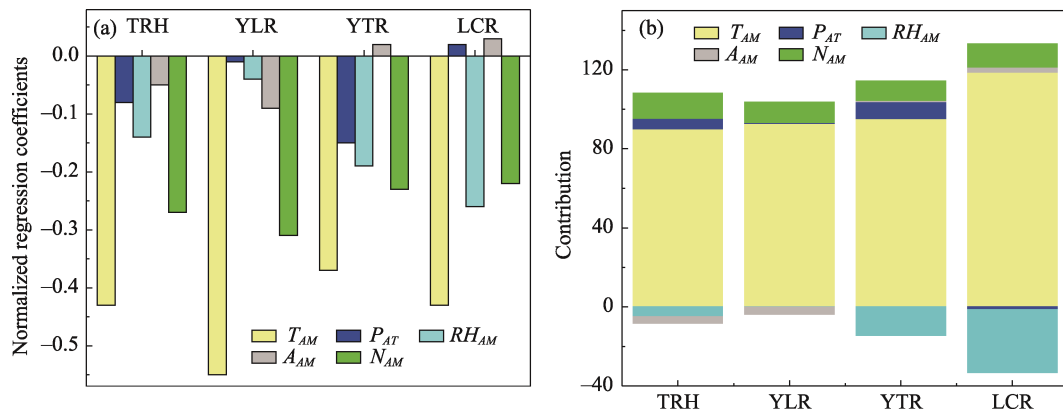 (a)
TRH YLR YTR LCR
Normalized regression coefficients
0.0
−0.1
−0.2
−0.3
−0.4
−0.5
T_AM P_AT RH_AM
A_AM N_AM
(b)
T_AM P_AT RH_AM
A_AM N_AM
Contribution
120
80
40
0
−40
TRH YLR YTR LCR